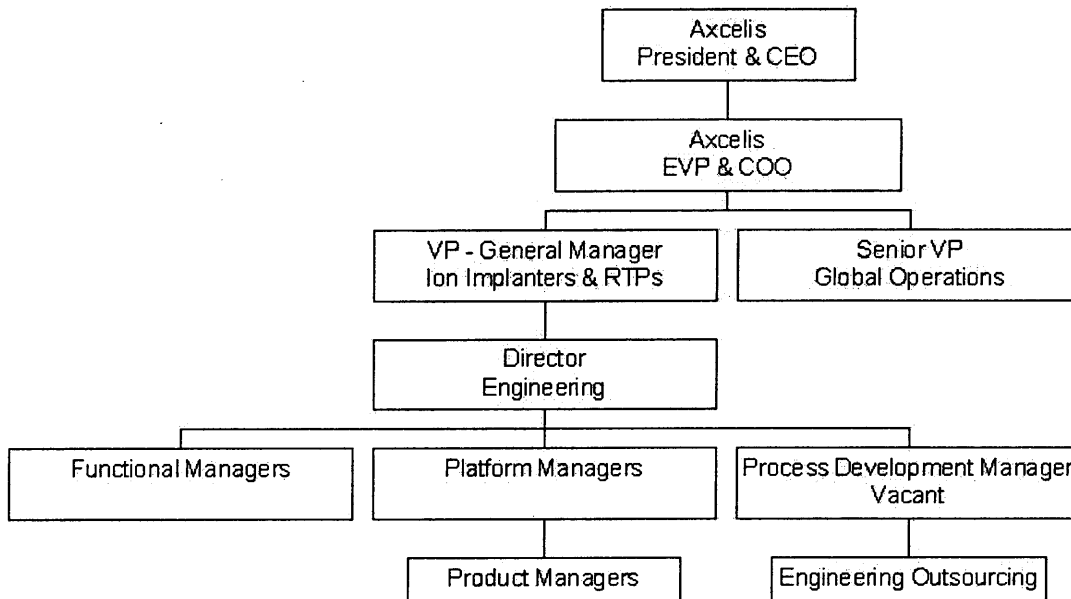 Axcelis
President & CEO
Axcelis
EVP & COO
VP - General Manager
Ion Implanters & RTPs
Senior VP
Global Operations
Director
Engineering
Functional Managers
Platform Managers
Process Development Manager
Vacant
Product Managers
Engineering Outsourcing